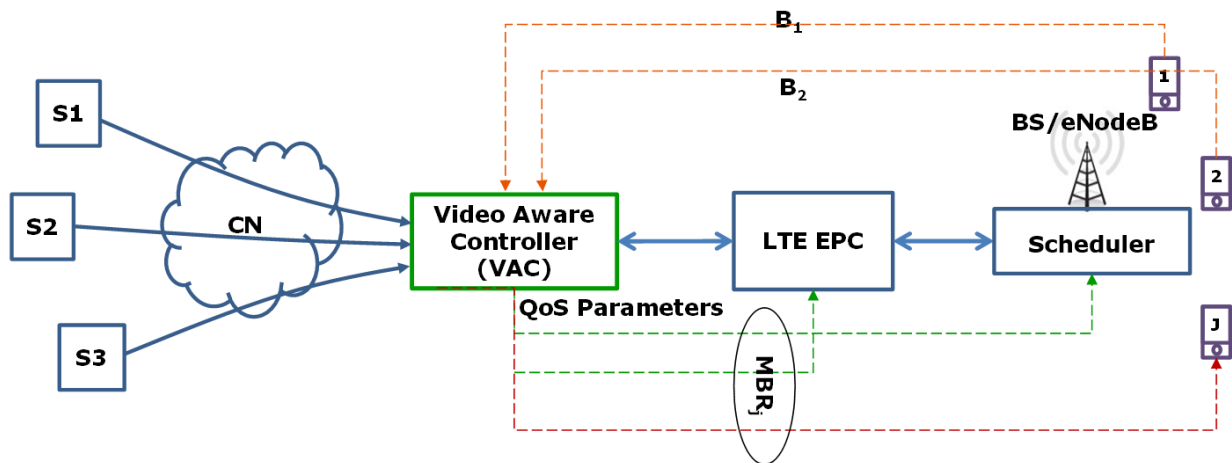 B1
B2
1
BS/eNodeB
S1
2
S2
CN
Video Aware
Controller
(VAC)
LTE EPC
Scheduler
QoS Parameters
S3
MBRj
J